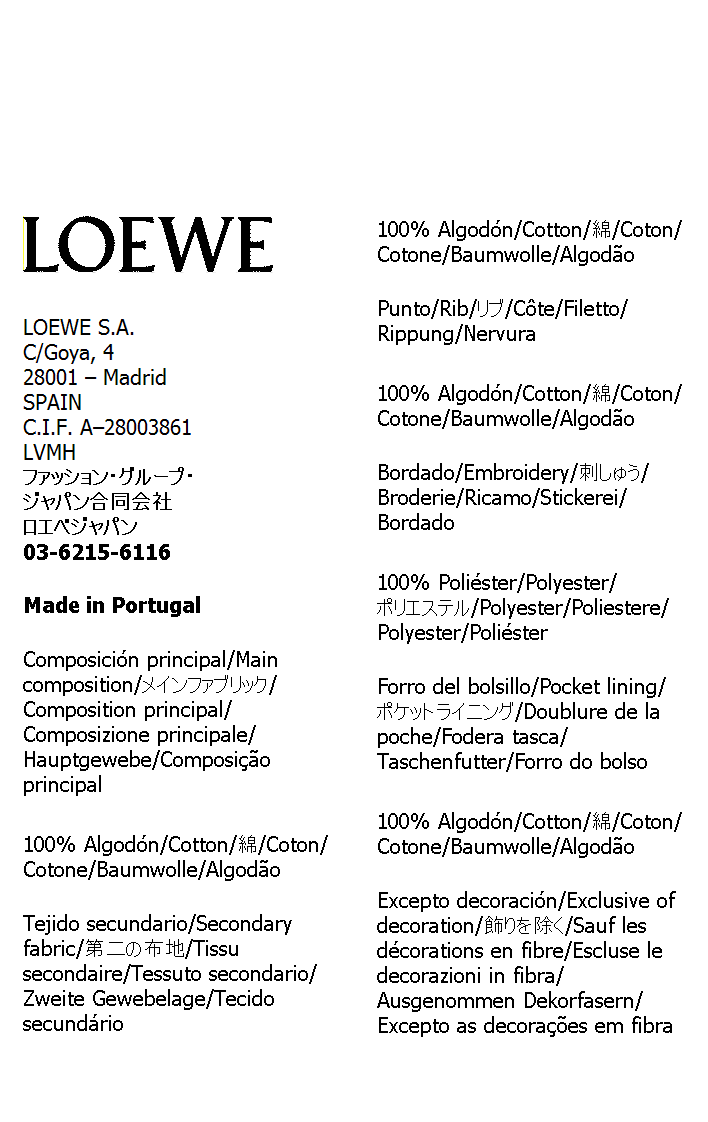 LOEWE
LOEWE S.A.
C/Goya, 4
28001 – Madrid
SPAIN
C.I.F. A–28003861
LVMH
ファッション・グループ・
ジャパン合同会社
ロエベジャパン
03-6215-6116
Made in Portugal
Composición principal/Main
composition/メインファブリック/
Composition principal/
Composizione principale/
Hauptgewebe/Composição
principal
100% Algodón/Cotton/綿/Coton/
Cotone/Baumwolle/Algodão
Tejido secundario/Secondary
fabric/第二の布地/Tissu
secondaire/Tessuto secondario/
Zweite Gewebelage/Tecido
secundário
100% Algodón/Cotton/綿/Coton/
Cotone/Baumwolle/Algodão
Punto/Rib/リブ/Côte/Filetto/
Rippung/Nervura
100% Algodón/Cotton/綿/Coton/
Cotone/Baumwolle/Algodão
Bordado/Embroidery/刺しゅう/
Broderie/Ricamo/Stickerei/
Bordado
100% Poliéster/Polyester/
ポリエステル/Polyester/Poliestere/
Polyester/Poliéster
Forro del bolsillo/Pocket lining/
ポケットライニング/Doublure de la
poche/Fodera tasca/
Taschenfutter/Forro do bolso
100% Algodón/Cotton/綿/Coton/
Cotone/Baumwolle/Algodão
Excepto decoración/Exclusive of
decoration/飾りを除く/Sauf les
décorations en fibre/Escluse le
decorazioni in fibra/
Ausgenommen Dekorfasern/
Excepto as decorações em fibra